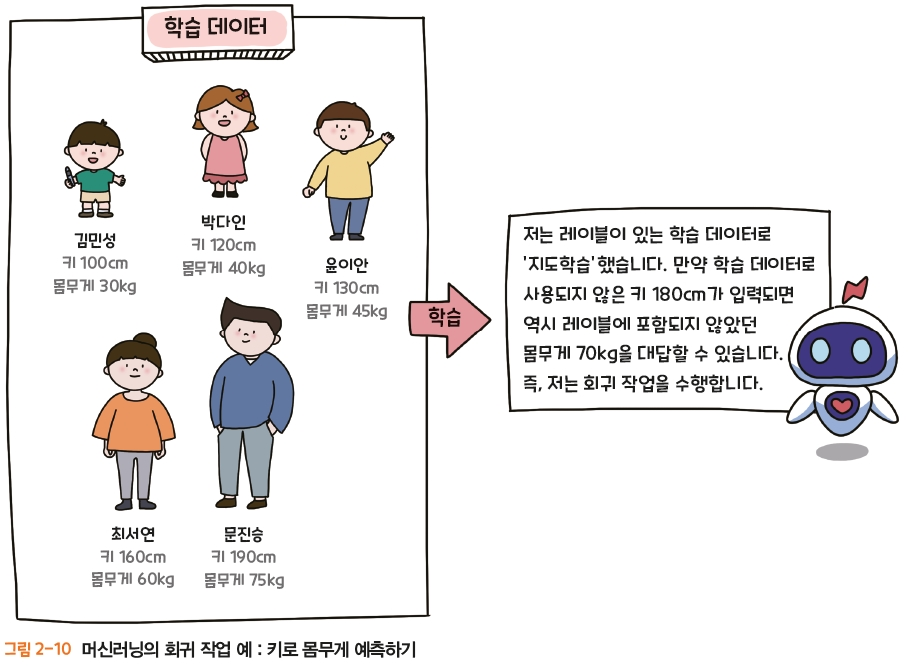 학습 데이터
김민성
키 100cm
몸무게 30kg
박다인
키 120cm
몸무게 40kg
윤이안
키 130cm
몸무게 45kg
최서연
키 160cm
몸무게 60kg
문진승
키 190cm
몸무게 75kg
학습
저는 레이블이 있는 학습 데이터로
'지도학습'했습니다. 만약 학습 데이터로
사용되지 않은 키 180cm가 입력되면
역시 레이블에 포함되지 않았던
몸무게 70kg을 대답할 수 있습니다.
즉, 저는 회귀 작업을 수행합니다.
그림 2-10 머신러닝의 회귀 작업 예 : 키로 몸무게 예측하기